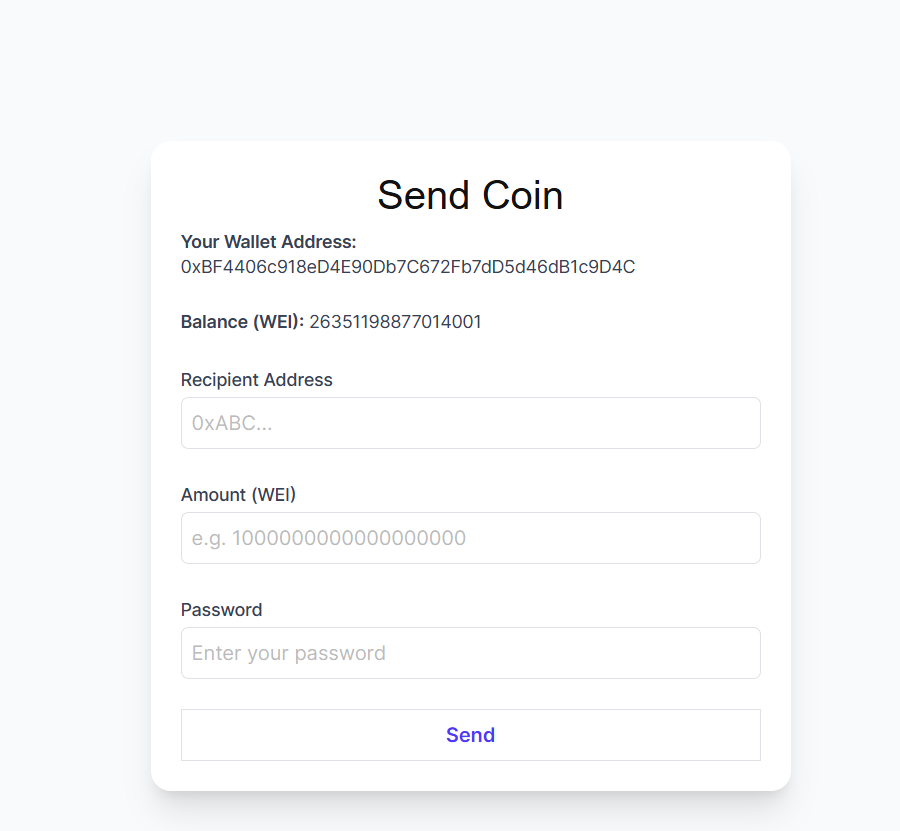 Send Coin
Your Wallet Address:
0xBF4406c918eD4E90Db7C672Fb7dD5d46dB1c9D4C
Balance (WEI): 26351198877014001
Recipient Address
0xABC...
Amount (WEI)
e.g. 1000000000000000000
Password
Enter your password
Send